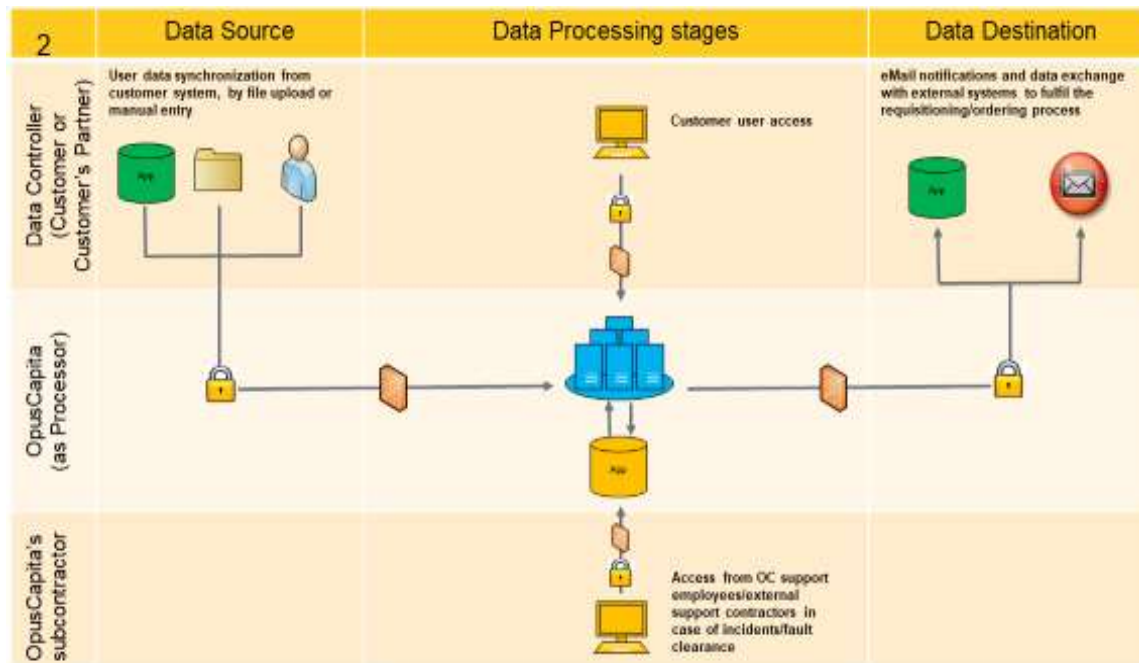 2
Data Source
Data Processing stages
Data Destination
Data Controller
(Customer or
Customer's Partner)
User data synchronization from
customer system, by file upload or
manual entry
App
Customer user access
eMail notifications and data exchange
with external systems to fulfil the
requisitioning/ordering process
App
OpusCapita
(as Processor)
App
OpusCapita's
subcontractor
Access from OC support
employees/external
support contractors in
case of incidents/fault
clearance